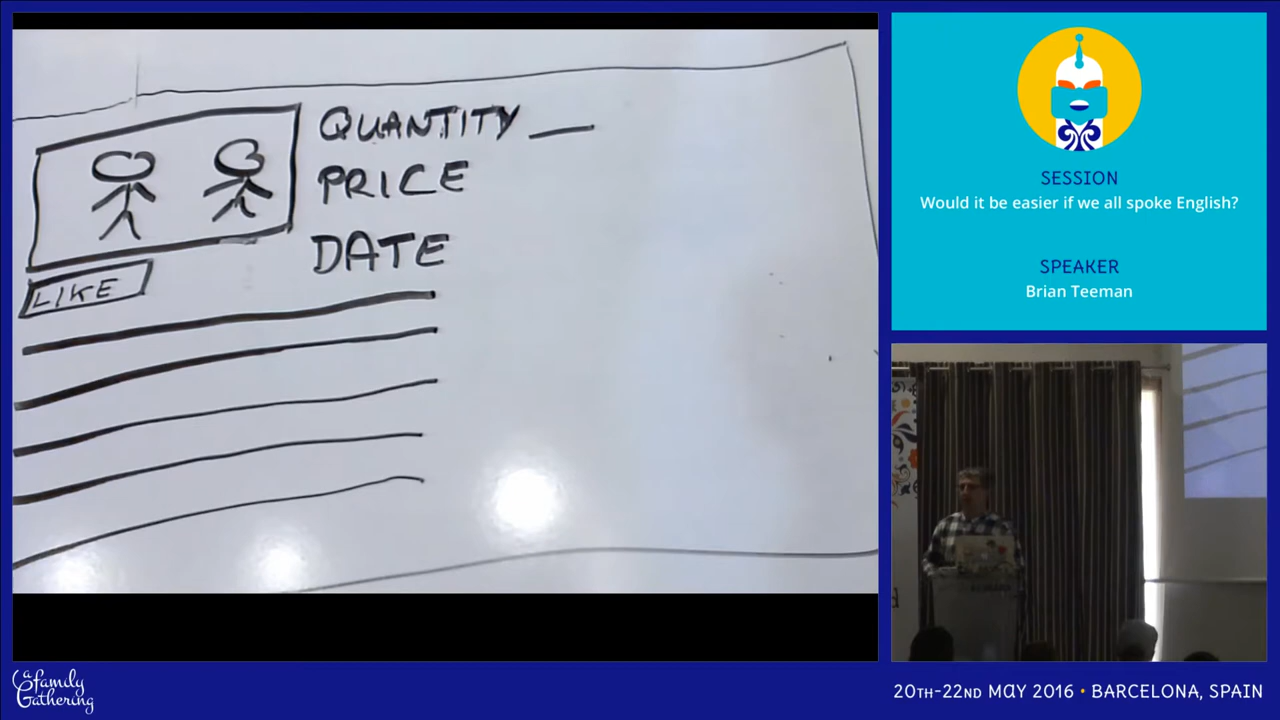 QUANTITY __
PRICE
DATE
LIKE
SESSION
Would it be easier if we all spoke English?
SPEAKER
Brian Teeman
a family Gathering
20TH-22ND MAY 2016 • BARCELONA, SPAIN